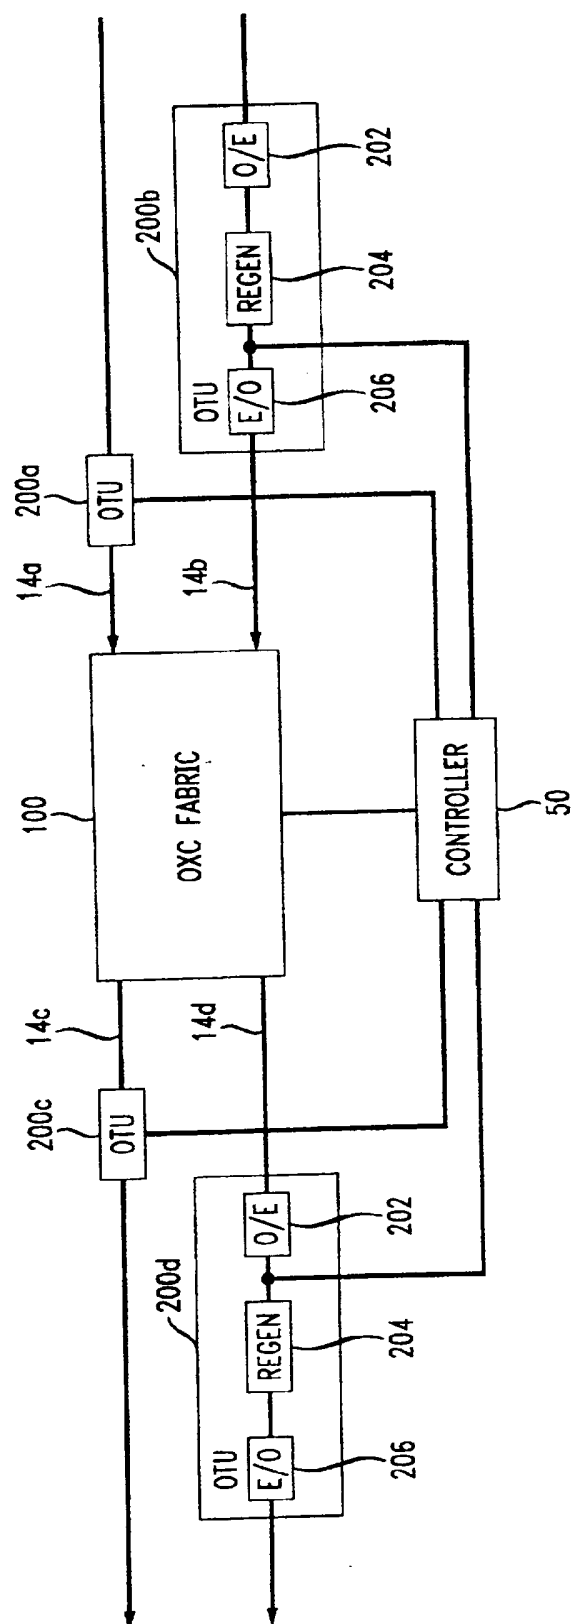 200a
OTU
14a
100
OXC FABRIC
14c
200c
OTU
200b
O/E
202
REGEN
204
OTU
E/O
206
14b
14d
200d
O/E
202
REGEN
204
OTU
E/O
206
CONTROLLER
50